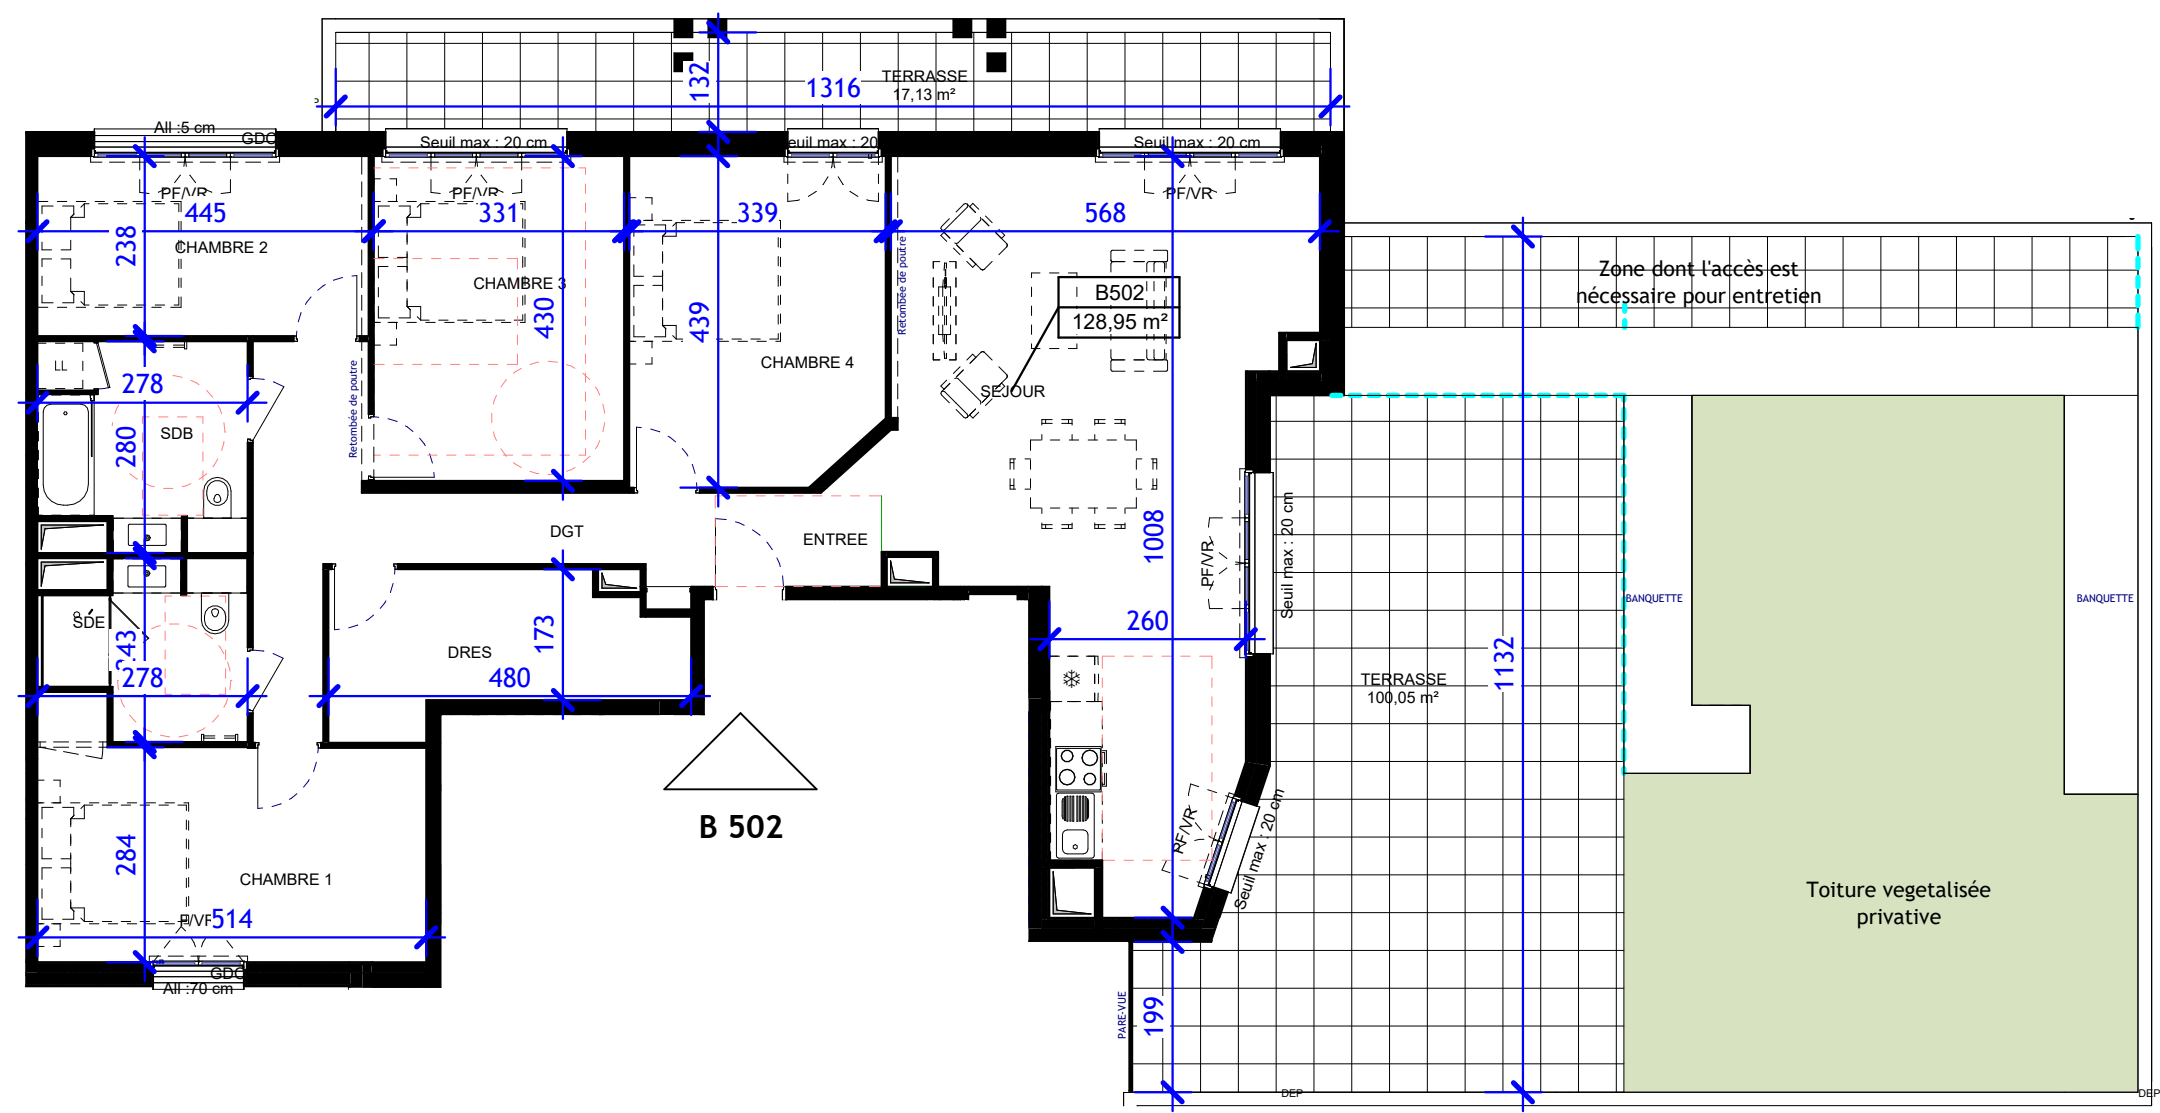 TERRASSE
17,13 m²
132
1316
All :5 cm
GDC
Seuil max : 20 cm
euil max : 20
Seuil max : 20 cm
PF/VR
PF/VR
PF/VR
445
331
339
568
238
CHAMBRE 2
CHAMBRE 3
430
439
CHAMBRE 4
Retombée de poutre
Retombée de poutre
B502
128,95 m²
SEJOUR
Zone dont l'accès est
nécessaire pour entretien
LL
278
280
SDB
DGT
ENTREE
1008
PF/VR
Seuil max : 20 cm
BANQUETTE
BANQUETTE
SDE
243
278
DRES
173
480
260
TERRASSE
100,05 m²
1132
B 502
PF/VR
Seuil max : 20 cm
284
CHAMBRE 1
F/VF
514
GDC
All :70 cm
Toiture vegetalisée
privative
PARE-VUE
199
DEP
DEP